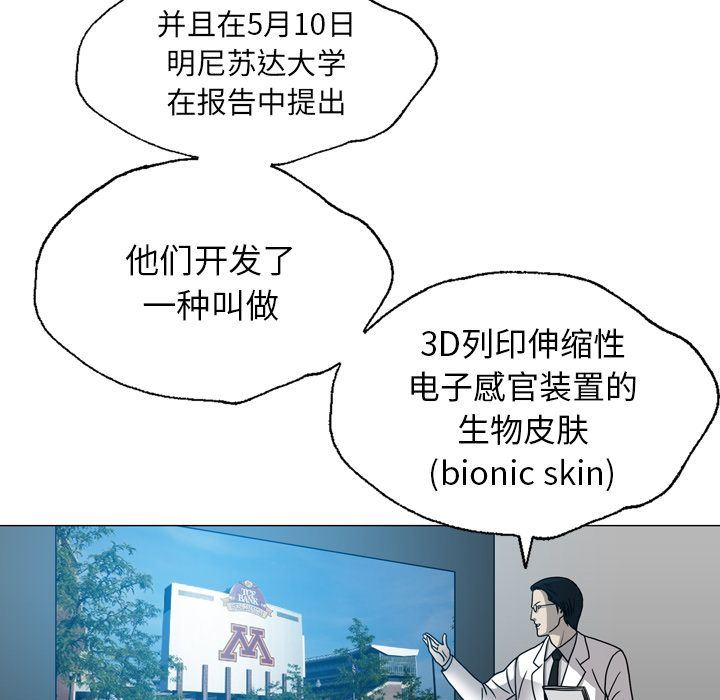 并且在5月10日
明尼苏达大学
在报告中提出
他们开发了
一种叫做
3D列印伸缩性
电子感官装置的
生物皮肤
(bionic skin)
TCF
BANK
M